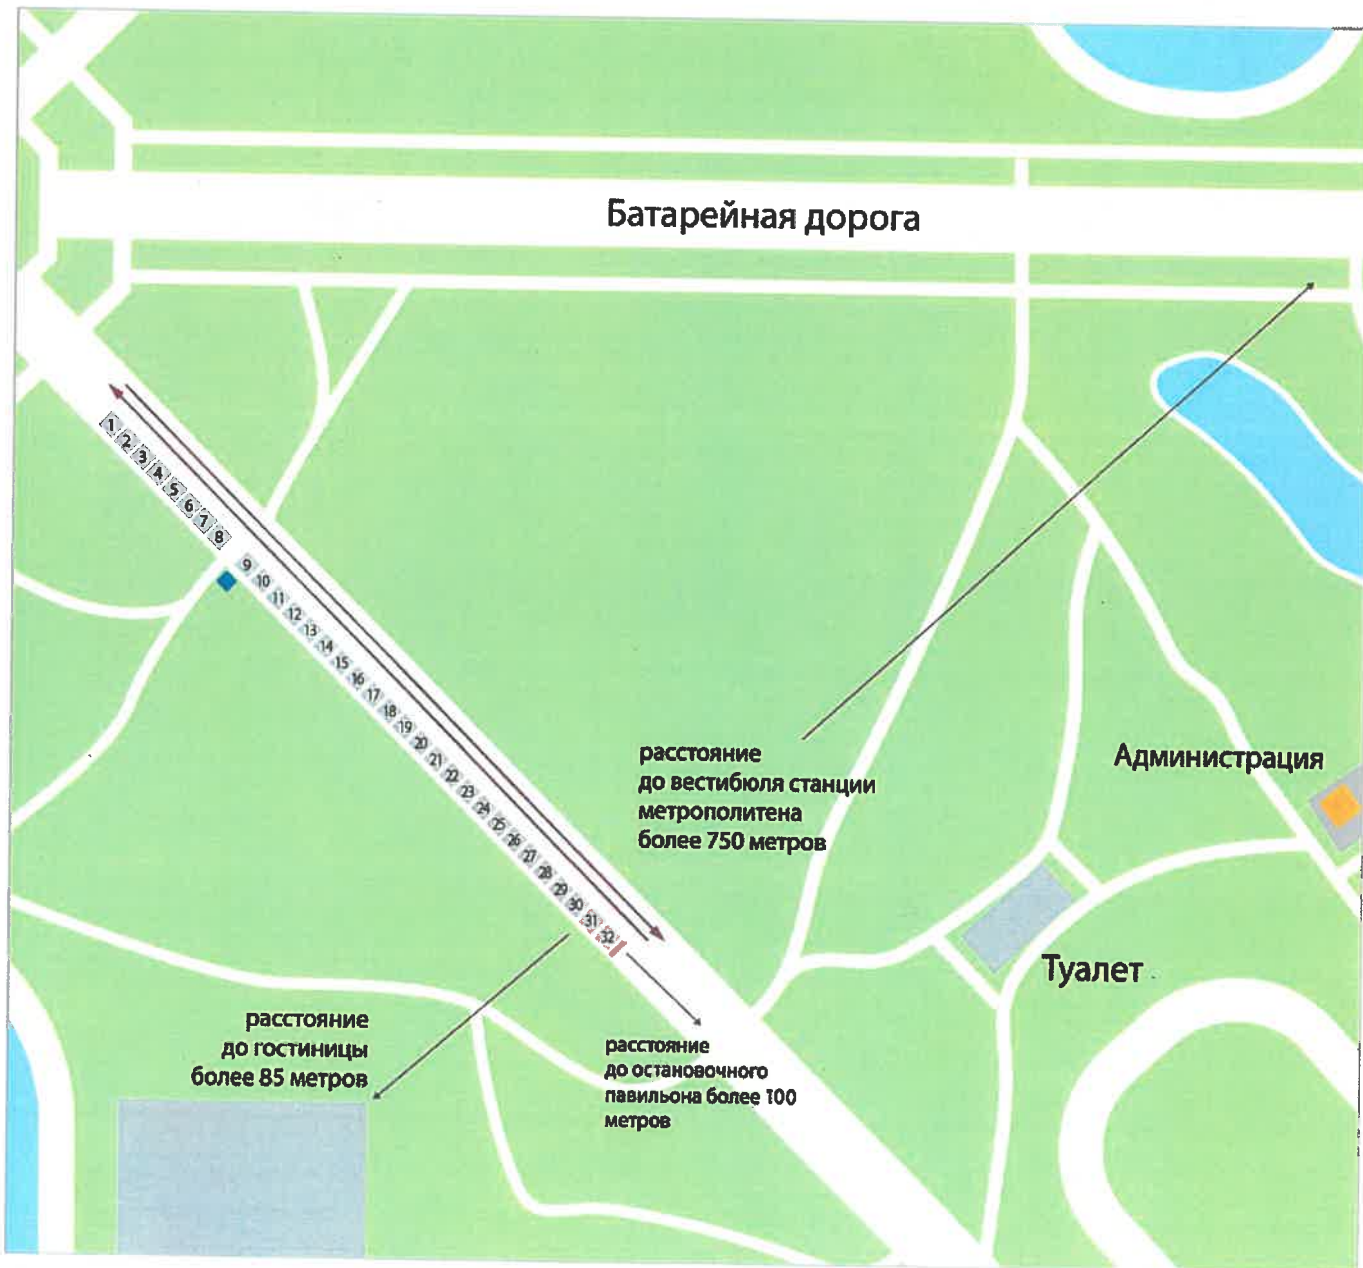 Батарейная дорога
1
2
3
4
5
6
7
8
9
10
11
12
13
14
15
16
17
18
19
20
21
22
23
24
25
26
27
28
29
30
31
32
расстояние
до вестибюля станции
метрополитена
более 750 метров
Администрация
Туалет
расстояние
до гостиницы
более 85 метров
расстояние
до остановочного
павильона более 100
метров